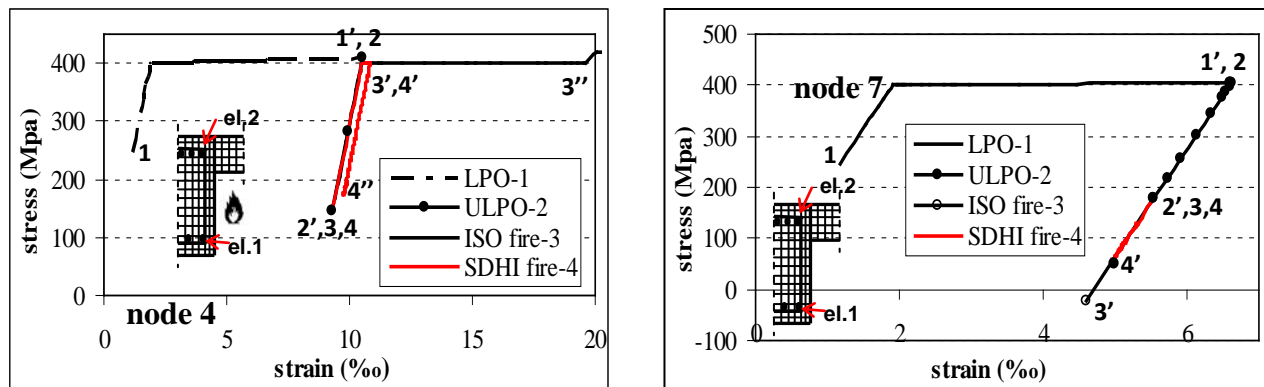 stress (Mpa)
400
300
200
100
0
1
1’, 2
3’,4’
3’’
4’’
2’,3,4
el.2
el.1
LPO-1
ULPO-2
ISO fire-3
SDHI fire-4
node 4
0
5
10
15
20
strain (‰)
stress (Mpa)
500
400
300
200
100
0
-100
1
node 7
1’, 2
2’,3,4
4’
3’
el.2
el.1
LPO-1
ULPO-2
ISO fire-3
SDHI fire-4
0
2
4
6
strain (‰)